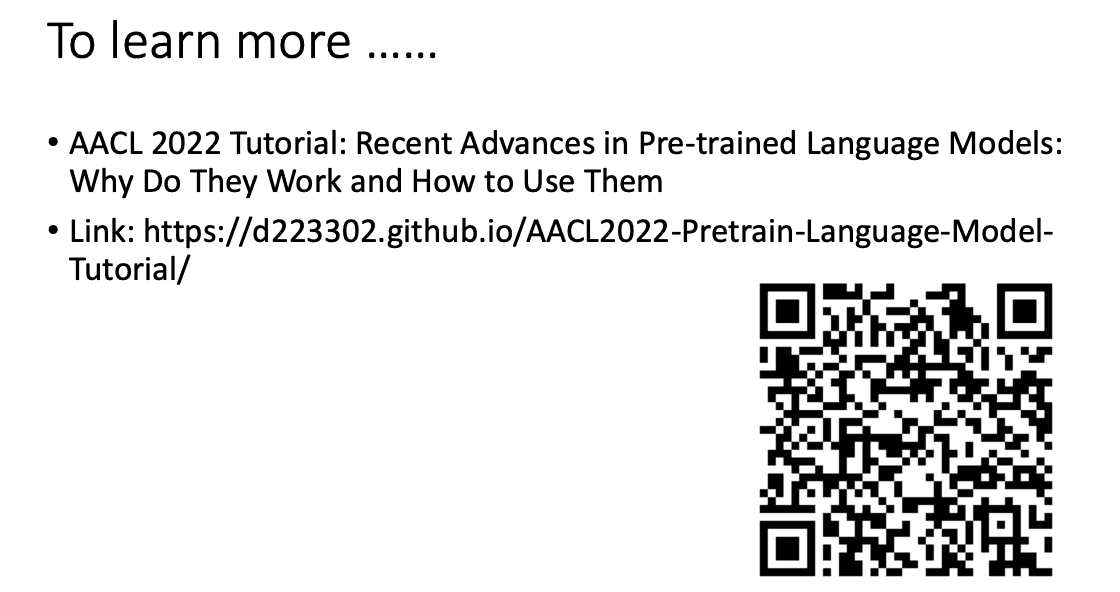 To learn more ......
• AACL 2022 Tutorial: Recent Advances in Pre-trained Language Models:
Why Do They Work and How to Use Them
• Link: https://d223302.github.io/AACL2022-Pretrain-Language-Model-
Tutorial/